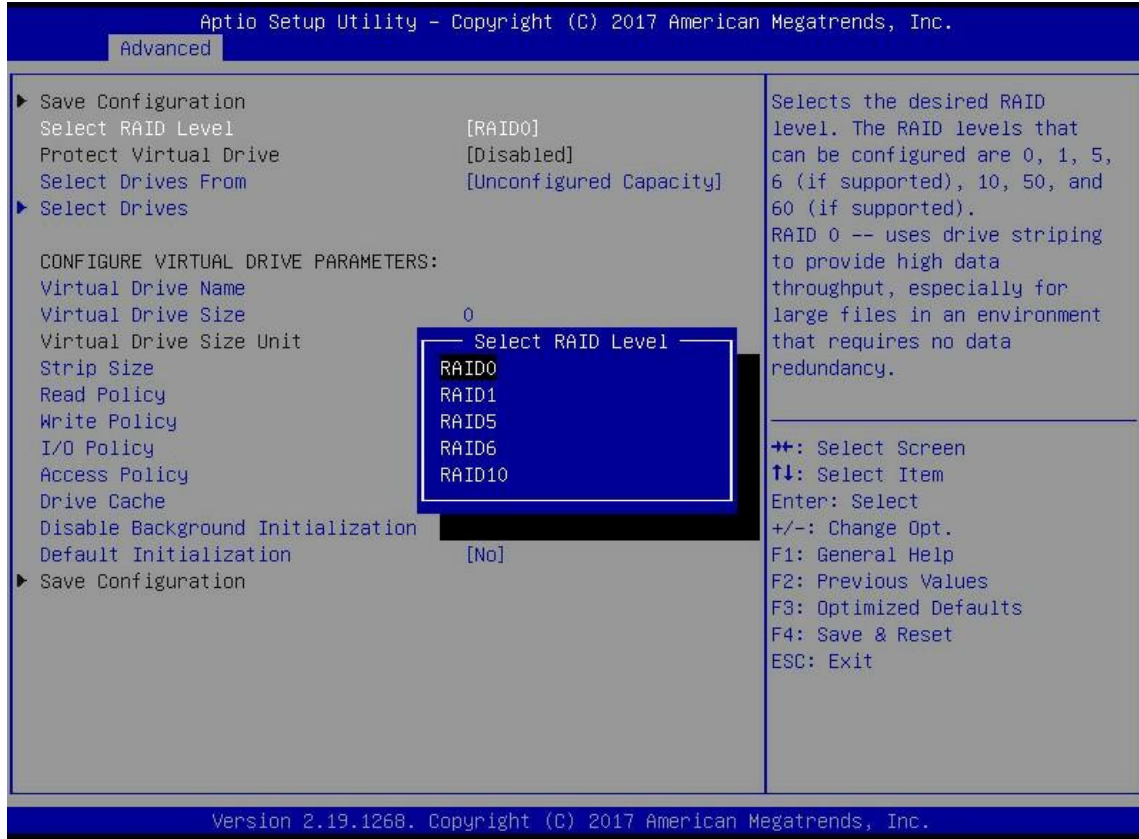 Aptio Setup Utility – Copyright (C) 2017 American Megatrends, Inc.
Advanced
▶ Save Configuration
Select RAID Level [RAID0]
Protect Virtual Drive [Disabled]
Select Drives From [Unconfigured Capacity]
▶ Select Drives
CONFIGURE VIRTUAL DRIVE PARAMETERS:
Virtual Drive Name
Virtual Drive Size 0
Virtual Drive Size Unit
Strip Size
Read Policy
Write Policy
I/O Policy
Access Policy
Drive Cache
Disable Background Initialization
Default Initialization [No]
▶ Save Configuration
Select RAID Level
RAID0
RAID1
RAID5
RAID6
RAID10
Selects the desired RAID
level. The RAID levels that
can be configured are 0, 1, 5,
6 (if supported), 10, 50, and
60 (if supported).
RAID 0 -- uses drive striping
to provide high data
throughput, especially for
large files in an environment
that requires no data
redundancy.
→←: Select Screen
↑↓: Select Item
Enter: Select
+/-: Change Opt.
F1: General Help
F2: Previous Values
F3: Optimized Defaults
F4: Save & Reset
ESC: Exit
Version 2.19.1268. Copyright (C) 2017 American Megatrends, Inc.